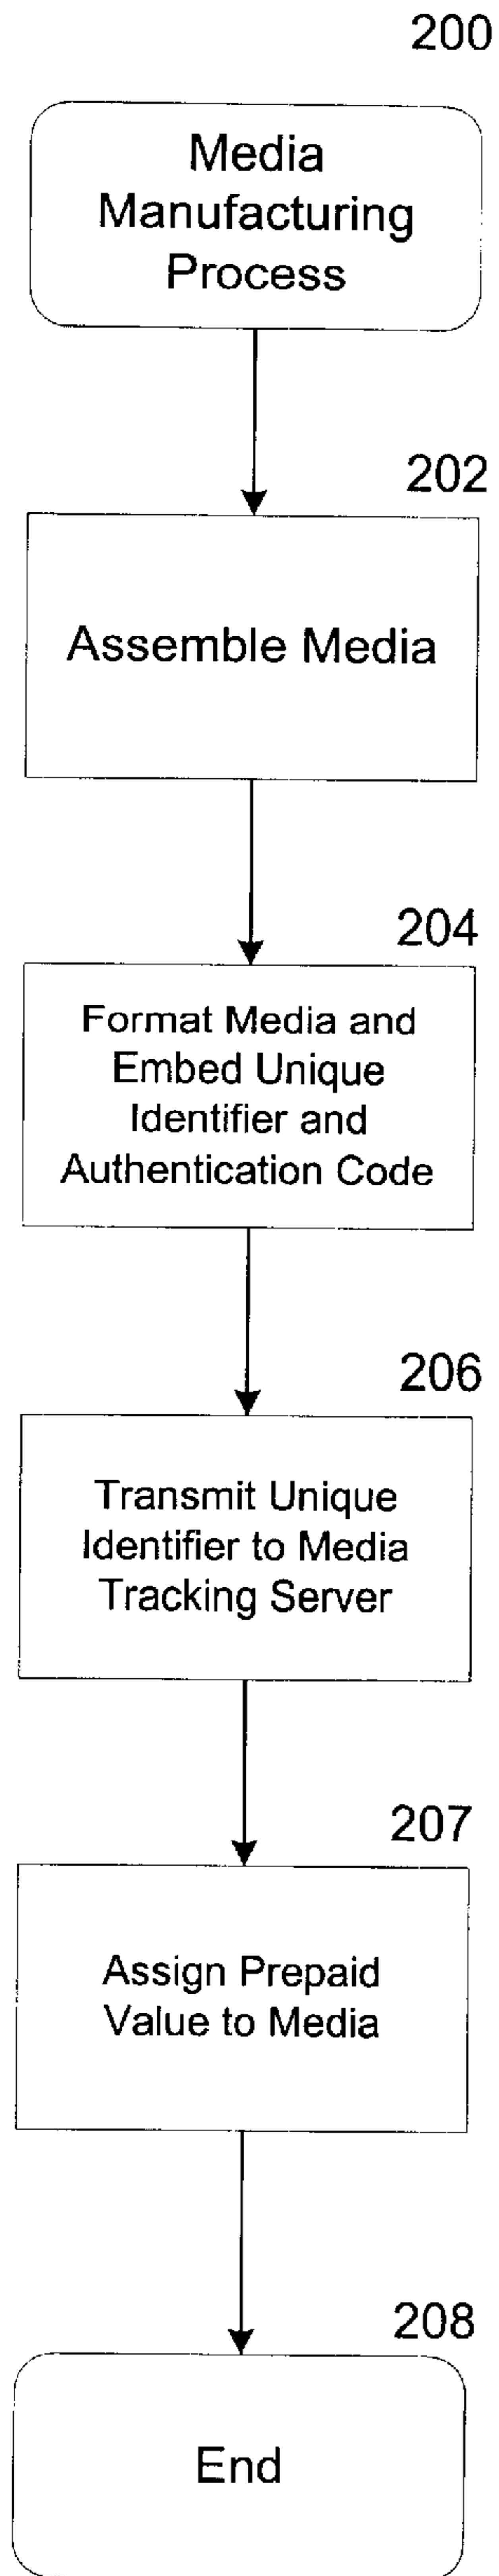 200
Media
Manufacturing
Process
202
Assemble Media
204
Format Media and
Embed Unique
Identifier and
Authentication Code
206
Transmit Unique
Identifier to Media
Tracking Server
207
Assign Prepaid
Value to Media
208
End